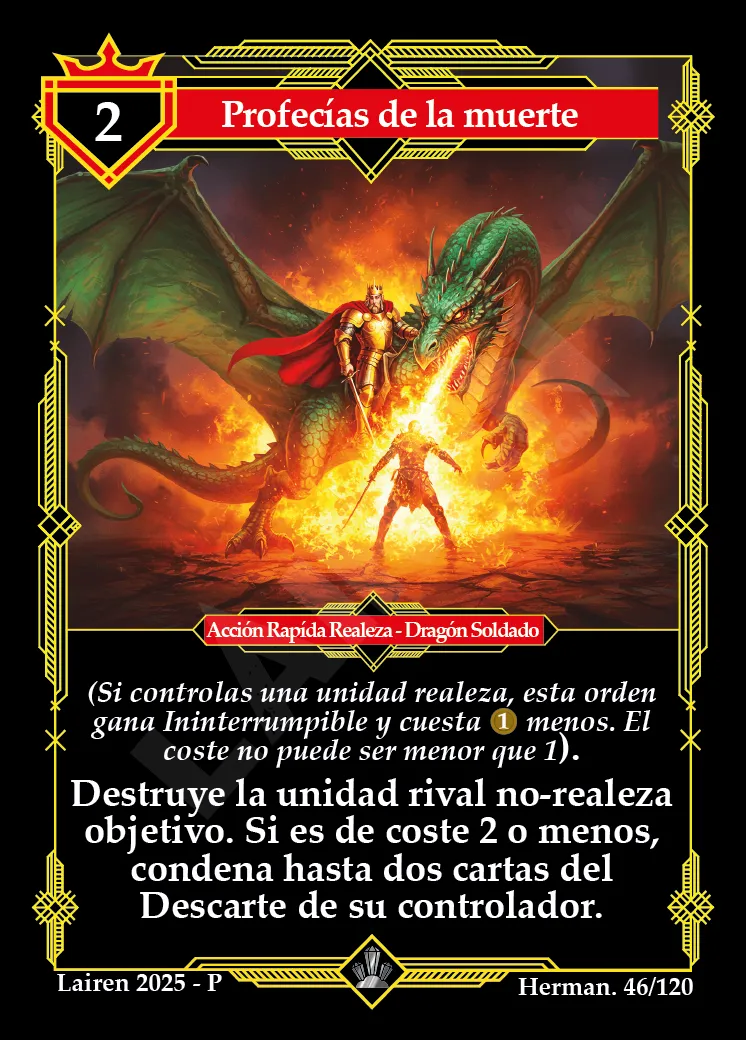 2
Profecías de la muerte
Acción Rapída Realeza - Dragón Soldado
(Si controlas una unidad realeza, esta orden
gana Ininterrumpible y cuesta 1 menos. El
coste no puede ser menor que 1).
Destruye la unidad rival no-realeza
objetivo. Si es de coste 2 o menos,
condena hasta dos cartas del
Descarte de su controlador.
Lairen 2025 - P
Herman. 46/120